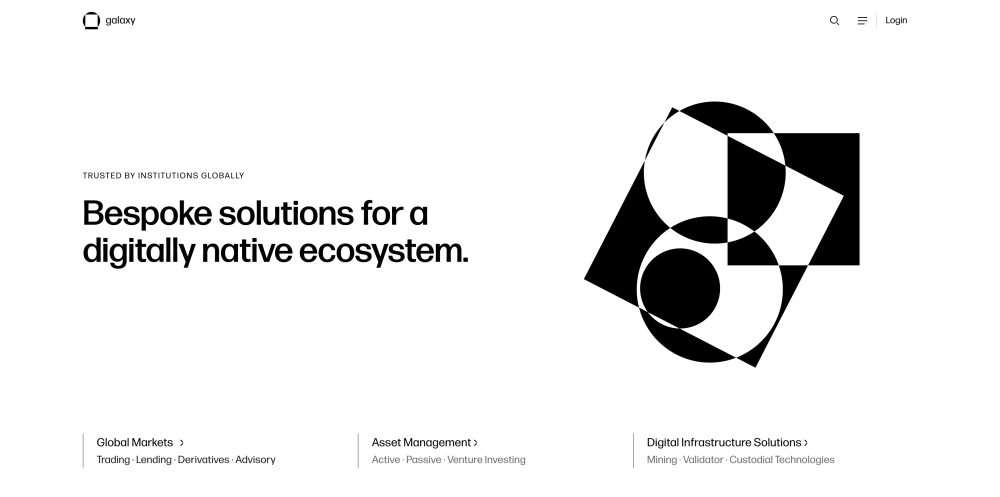 galaxy
Login
TRUSTED BY INSTITUTIONS GLOBALLY
Bespoke solutions for a
digitally native ecosystem.
Global Markets ›
Trading · Lending · Derivatives · Advisory
Asset Management ›
Active · Passive · Venture Investing
Digital Infrastructure Solutions ›
Mining · Validator · Custodial Technologies